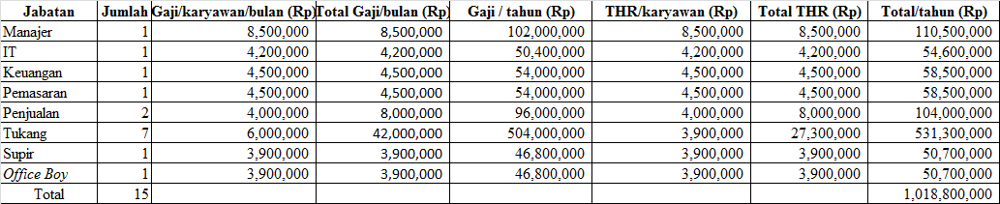 Jabatan Jumlah Gaji/karyawan/bulan (Rp) Total Gaji/bulan (Rp) Gaji / tahun (Rp) THR/karyawan (Rp) Total THR (Rp) Total/tahun (Rp)
Manajer 1 8,500,000 8,500,000 102,000,000 8,500,000 8,500,000 110,500,000
IT 1 4,200,000 4,200,000 50,400,000 4,200,000 4,200,000 54,600,000
Keuangan 1 4,500,000 4,500,000 54,000,000 4,500,000 4,500,000 58,500,000
Pemasaran 1 4,500,000 4,500,000 54,000,000 4,500,000 4,500,000 58,500,000
Penjualan 2 4,000,000 8,000,000 96,000,000 4,000,000 8,000,000 104,000,000
Tukang 7 6,000,000 42,000,000 504,000,000 3,900,000 27,300,000 531,300,000
Supir 1 3,900,000 3,900,000 46,800,000 3,900,000 3,900,000 50,700,000
Office Boy 1 3,900,000 3,900,000 46,800,000 3,900,000 3,900,000 50,700,000
Total 15 1,018,800,000